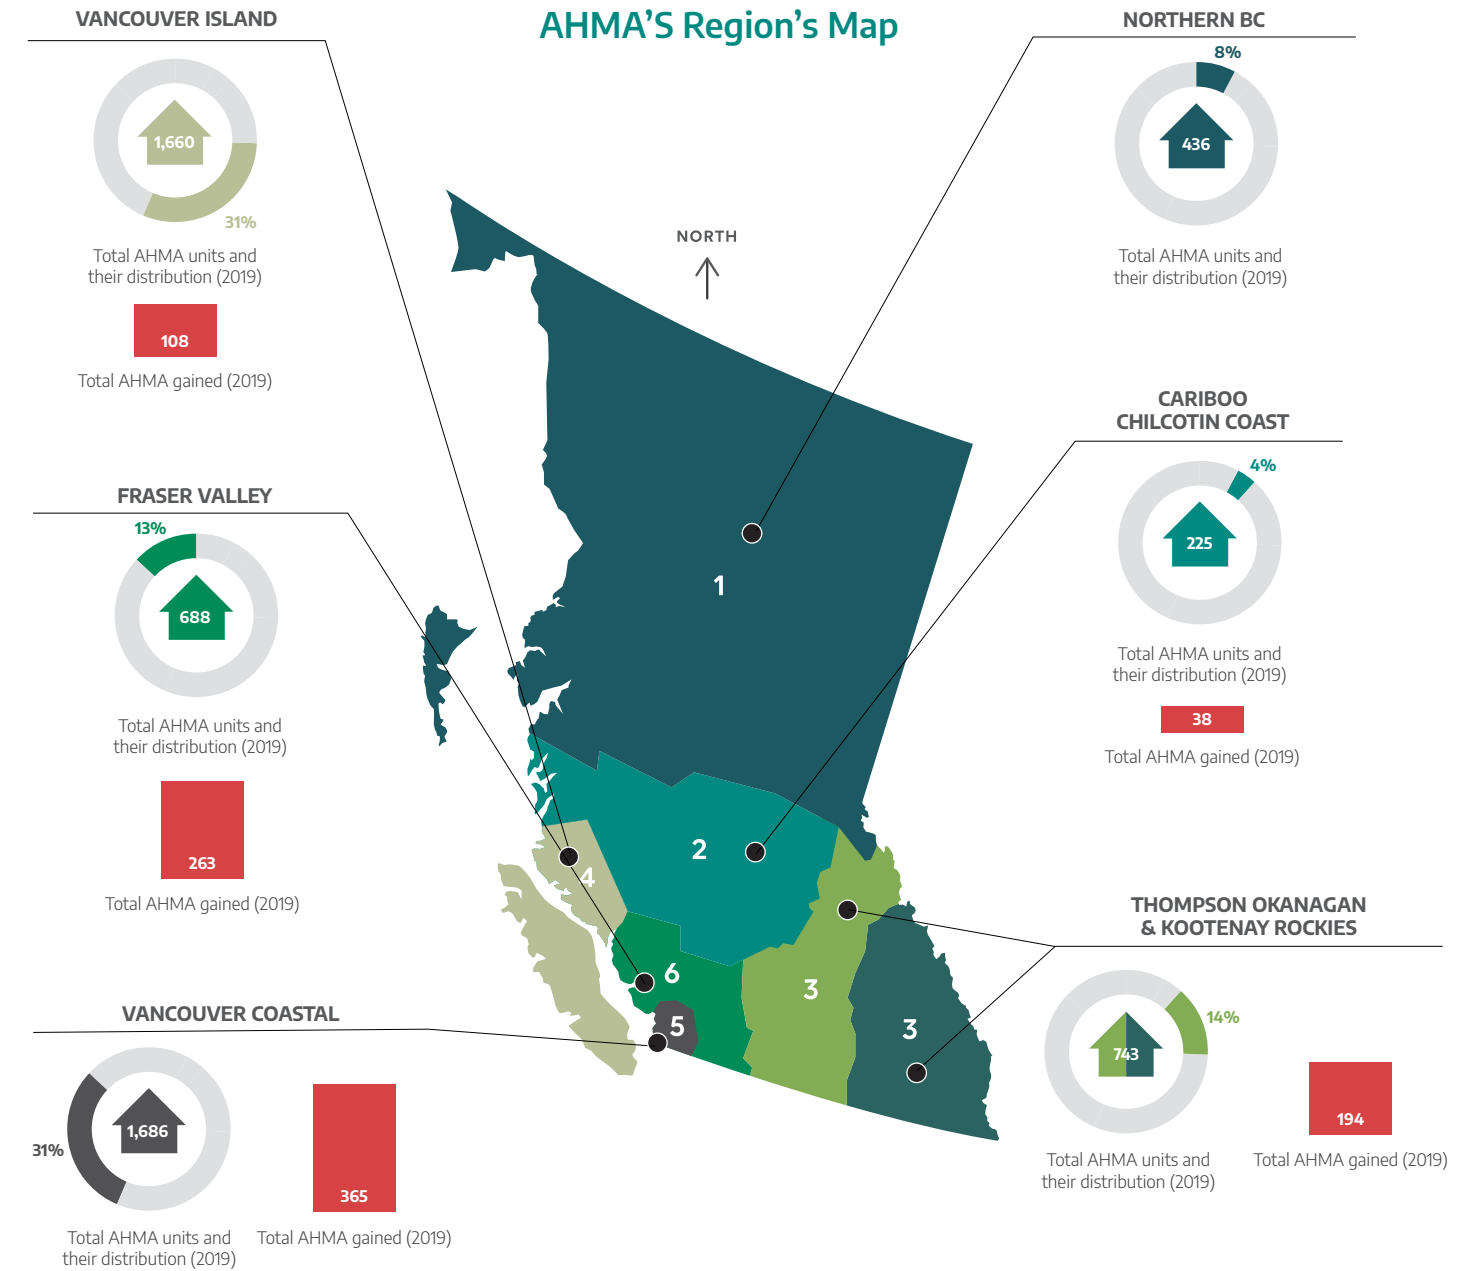 AHMA’S Region’s Map
VANCOUVER ISLAND
1,660
31%
Total AHMA units and
their distribution (2019)
108
Total AHMA gained (2019)
FRASER VALLEY
13%
688
Total AHMA units and
their distribution (2019)
263
Total AHMA gained (2019)
VANCOUVER COASTAL
1,686
31%
Total AHMA units and
their distribution (2019)
365
Total AHMA gained (2019)
NORTH
1
2
4
6
5
3
3
NORTHERN BC
8%
436
Total AHMA units and
their distribution (2019)
CARIBOO
CHILCOTIN COAST
4%
225
Total AHMA units and
their distribution (2019)
38
Total AHMA gained (2019)
THOMPSON OKANAGAN
& KOOTENAY ROCKIES
14%
743
Total AHMA units and
their distribution (2019)
194
Total AHMA gained (2019)